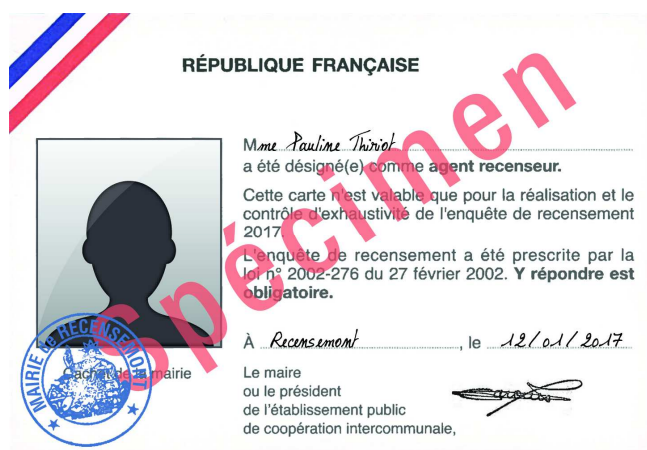 RÉPUBLIQUE FRANÇAISE
Mme Pauline Thiriot
a été désigné(e) comme agent recenseur.
Cette carte n'est valable que pour la réalisation et le
contrôle d'exhaustivité de l'enquête de recensement
2017.
L'enquête de recensement a été prescrite par la
loi n° 2002-276 du 27 février 2002. Y répondre est
obligatoire.
À Recensemont, le 12/01/2017
Le maire
ou le président
de l'établissement public
de coopération intercommunale,
Cachet de la mairie
MAIRIE de RECENSEMONT
Spécimen